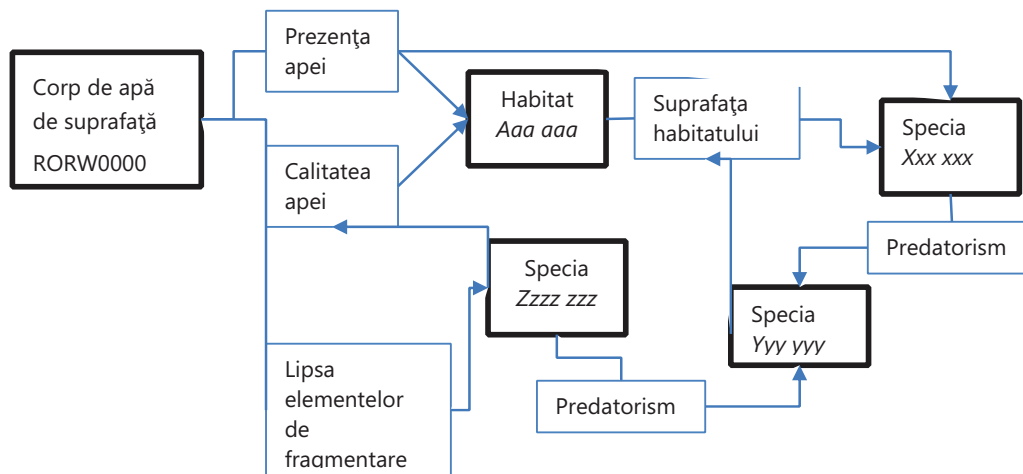 Corp de apă
de suprafaţă
RORW0000
Prezenţa
apei
Calitatea
apei
Lipsa
elementelor
de
fragmentare
Habitat
Aaa aaa
Specia
Zzzz zzz
Predatorism
Suprafaţa
habitatului
Specia
Xxx xxx
Predatorism
Specia
Yyy yyy